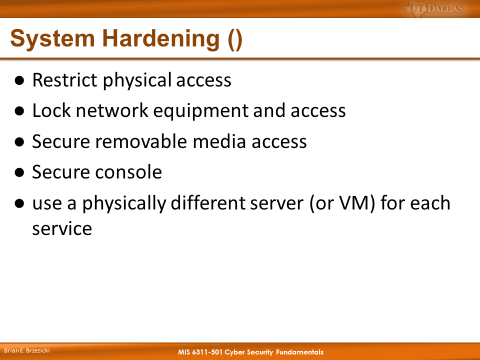 UT DALLAS
System Hardening ()
● Restrict physical access
● Lock network equipment and access
● Secure removable media access
● Secure console
● use a physically different server (or VM) for each
service
Brian E. Brzezicki
MIS 6311-501 Cyber Security Fundamentals